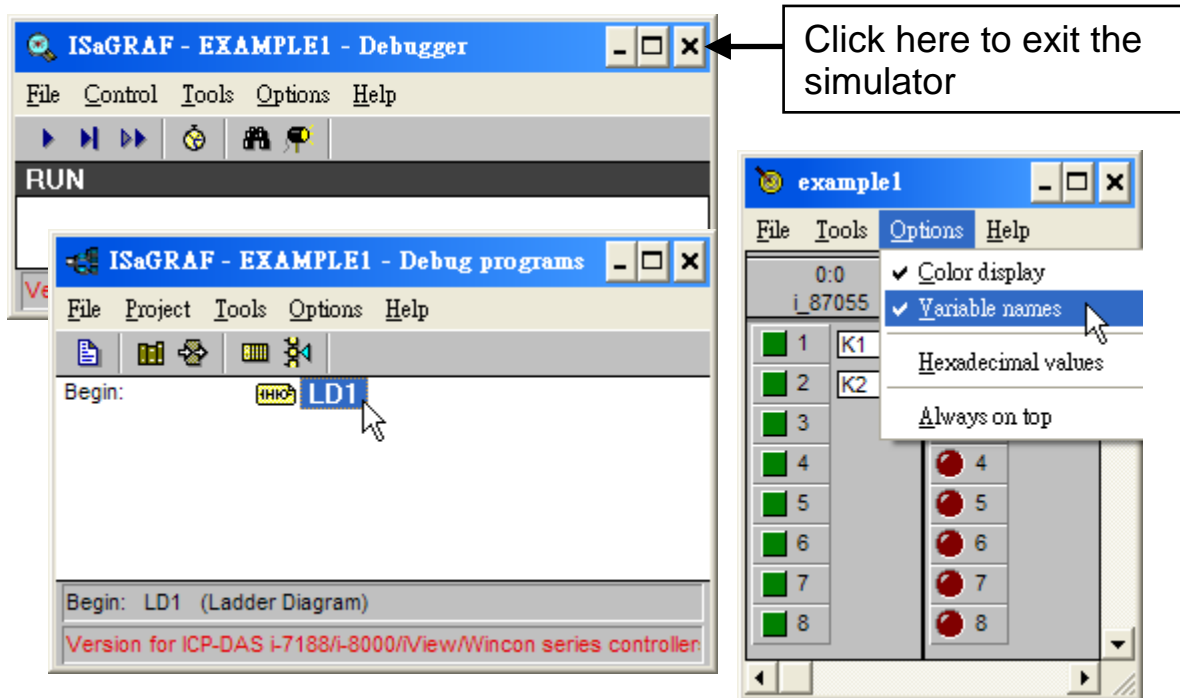 ISaGRAF - EXAMPLE1 - Debugger
File Control Tools Options Help
RUN
Click here to exit the
simulator
Ve
ISaGRAF - EXAMPLE1 - Debug programs
File Project Tools Options Help
Begin: LD1
Begin: LD1 (Ladder Diagram)
Version for ICP-DAS i-7188/i-8000/iView/Wincon series controller
example1
File Tools Options Help
0:0
i_87055
Color display
Variable names
Hexadecimal values
Always on top
1 K1
2 K2
3
4 4
5 5
6 6
7 7
8 8